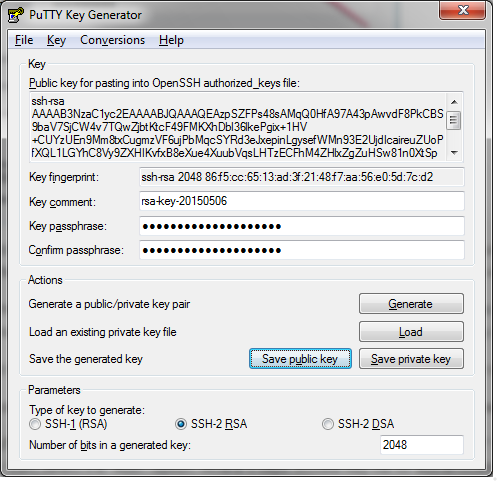 PuTTY Key Generator
File Key Conversions Help
Key
Public key for pasting into OpenSSH authorized_keys file:
ssh-rsa
AAAAB3NzaC1yc2EAAAABJQAAAQEAzpSZFPs48sAMqQ0HfA97A43pAwvdF8PkCBS
9baV7SjCW4v7TQwZjbtKtcF49FMKXhDbl36IkePgix+1HV
+CUYzUEn9Mm8txCugmzVF6ujPbMqcSYRd3eJxepinLgysefWMn93E2UjdIcaireuZUoP
fXQL1LGYhC8Vy9ZXHIKvfxB8eXue4XuubVqsLHTzECFhM4ZHlxZgZuHSw81n0XtSp
Key fingerprint: ssh-rsa 2048 86:f5:cc:65:13:ad:3f:21:48:f7:aa:56:e0:5d:7c:d2
Key comment: rsa-key-20150506
Key passphrase: ••••••••••••••••••••
Confirm passphrase: ••••••••••••••••••••
Actions
Generate a public/private key pair Generate
Load an existing private key file Load
Save the generated key Save public key Save private key
Parameters
Type of key to generate:
SSH-1 (RSA) SSH-2 RSA SSH-2 DSA
Number of bits in a generated key: 2048